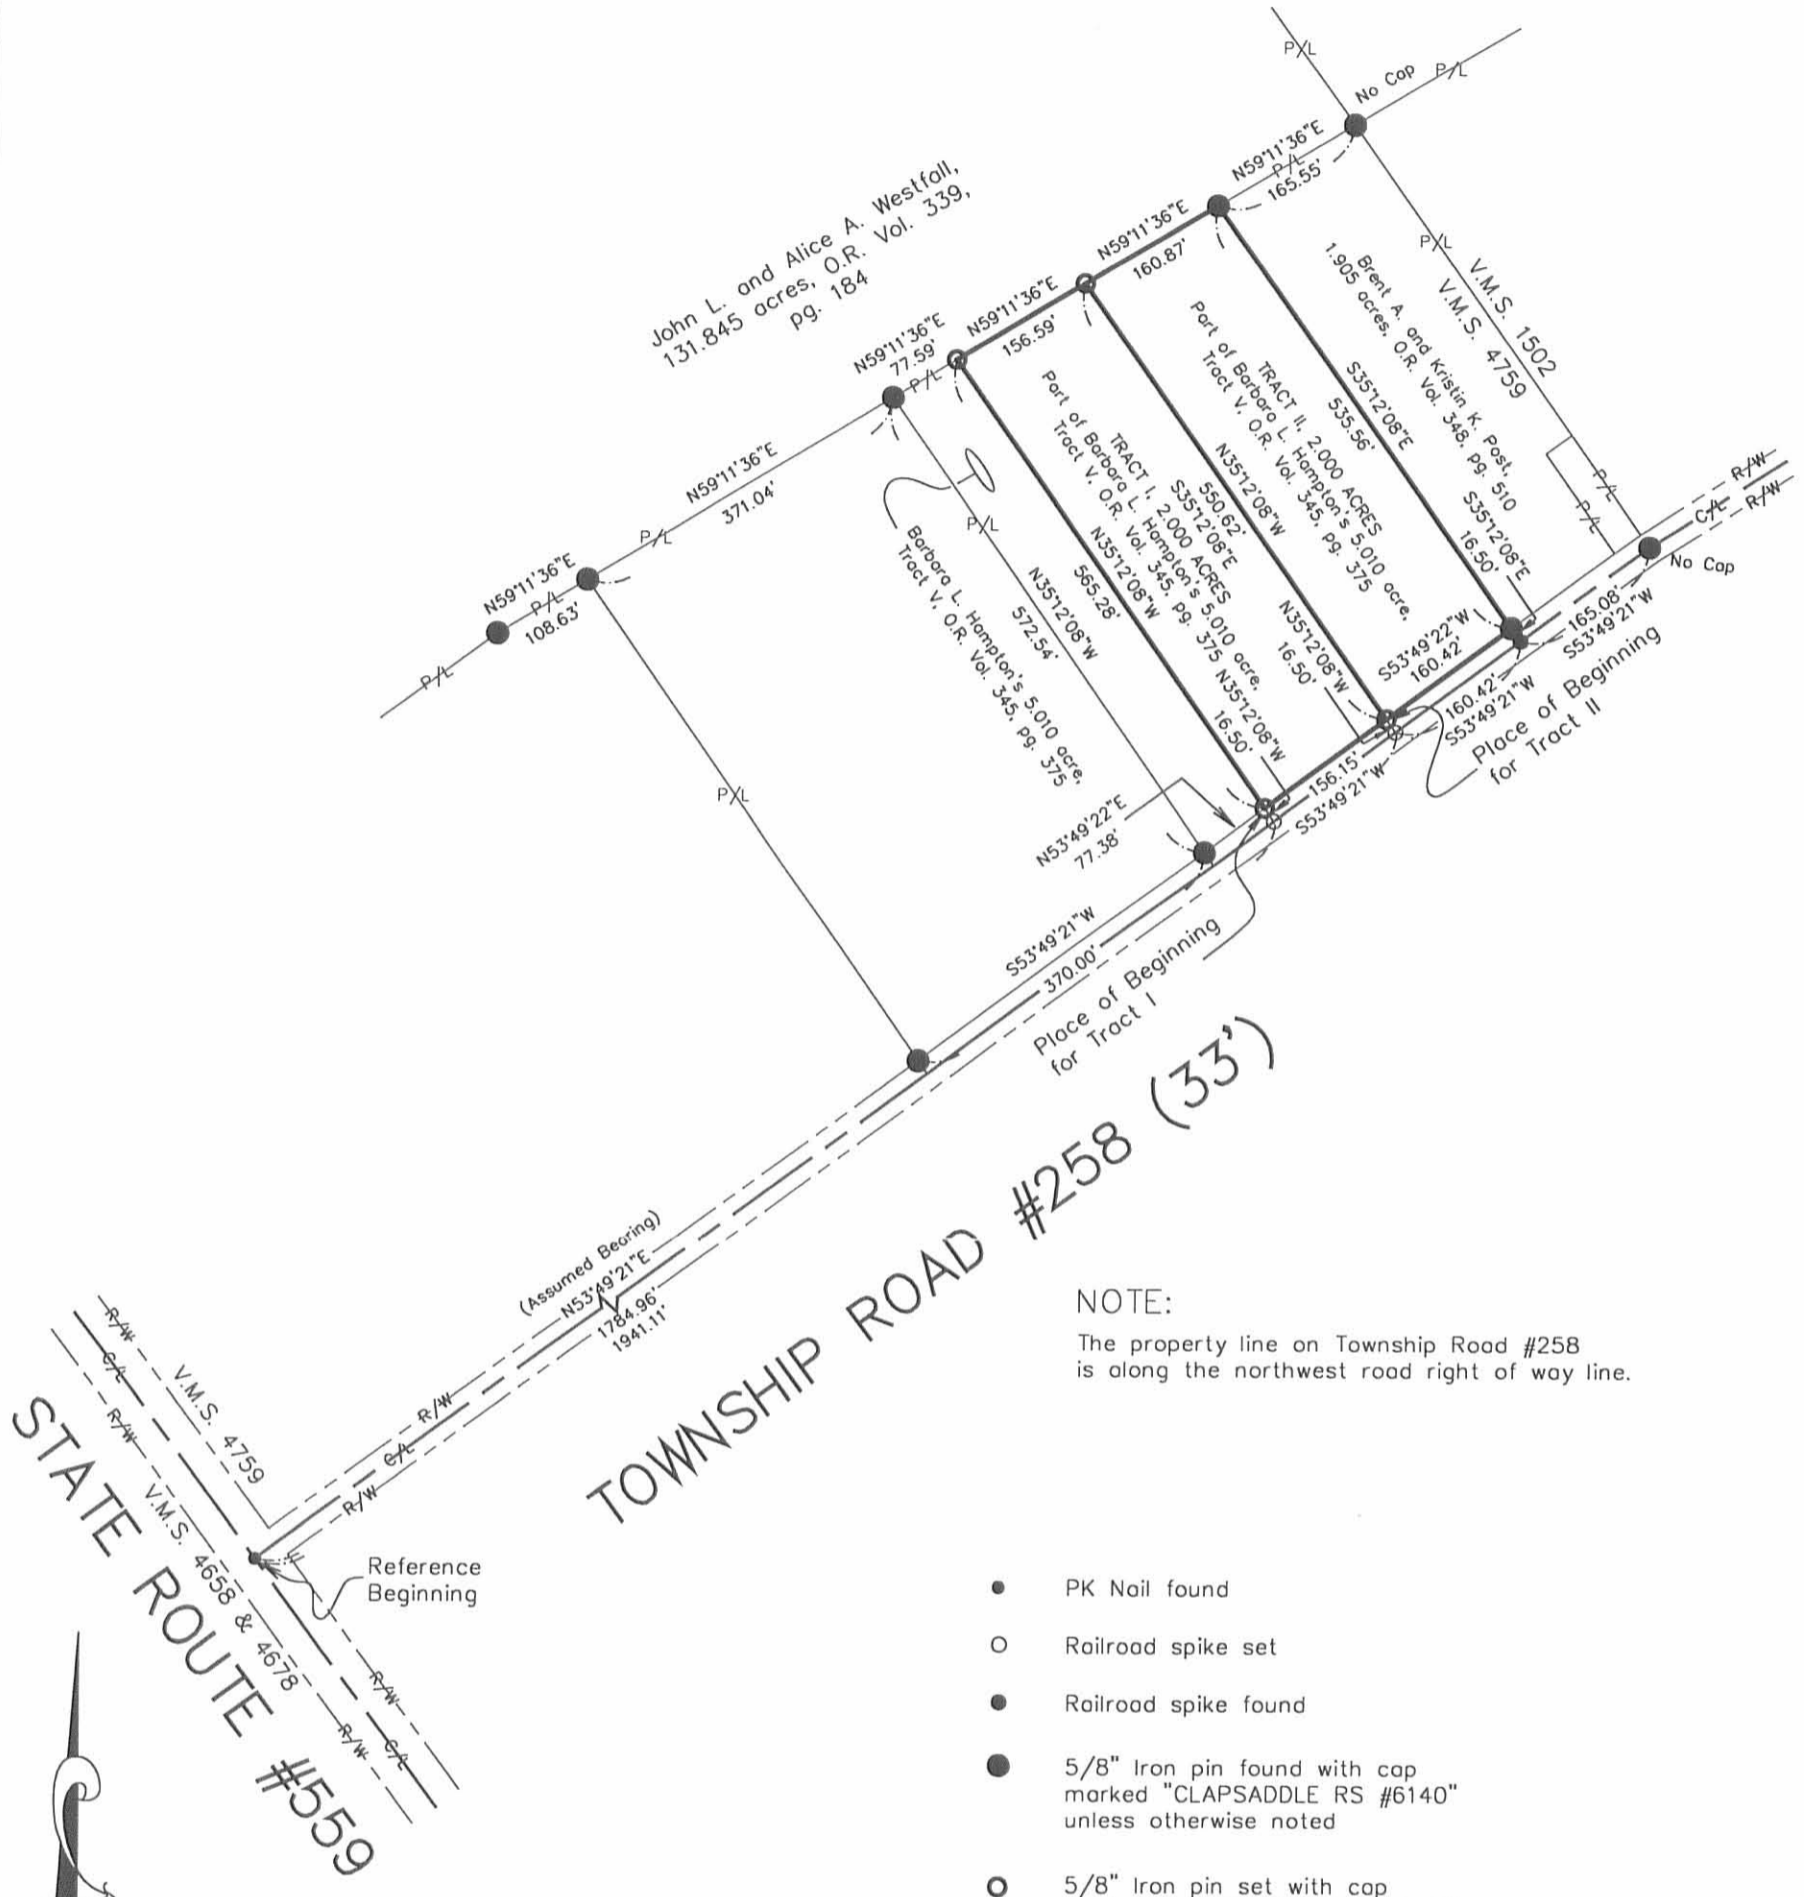 P/L
No Cap P/L
N59°11'36"E
P/L
165.55'
N59°11'36"E
160.87'
N59°11'36"E
156.59'
John L. and Alice A. Westfall,
131.845 acres, O.R. Vol. 339,
pg. 184
N59°11'36"E
77.59'
P/L
N59°11'36"E
371.04'
P/L
N59°11'36"E
P/L
108.63'
P/L
P/L
V.M.S. 1502
V.M.S. 4759
Brent A. and Kristin K. Post,
1.905 acres, O.R. Vol. 348, pg. 510
S35°12'08"E
535.56'
S35°12'08"E
16.50'
P/L
P/L
R/W
C/L
R/W
No Cap
TRACT II, 2.000 ACRES
Part of Barbara L. Hampton's 5.010 acre,
Tract V, O.R. Vol. 345, pg. 375
N35°12'08"W
S35°12'08"E
550.62'
N35°12'08"W
16.50'
TRACT I, 2.000 ACRES
Part of Barbara L. Hampton's 5.010 acre,
Tract V, O.R. Vol. 345, pg. 375
N35°12'08"W
565.28'
N35°12'08"W
16.50'
P/L
N35°12'08"W
572.54'
Barbara L. Hampton's 5.010 acre,
Tract V, O.R. Vol. 345, pg. 375
P/L
S53°49'22"W
160.42'
165.08'
S53°49'21"W
160.42'
S53°49'21"W
Place of Beginning
for Tract II
156.15'
S53°49'21"W
N53°49'22"E
77.38'
S53°49'21"W
370.00'
Place of Beginning
for Tract I
TOWNSHIP ROAD #258 (33')
(Assumed Bearing)
N53°49'21"E
1784.96'
1941.11'
R/W
C/L
R/W
NOTE:
The property line on Township Road #258
is along the northwest road right of way line.
R/W
C/L
R/W
V.M.S. 4759
V.M.S. 4658 & 4678
STATE ROUTE #559
R/W
C/L
R/W
Reference
Beginning
PK Nail found
Railroad spike set
Railroad spike found
5/8" Iron pin found with cap
marked "CLAPSADDLE RS #6140"
unless otherwise noted
5/8" Iron pin set with cap